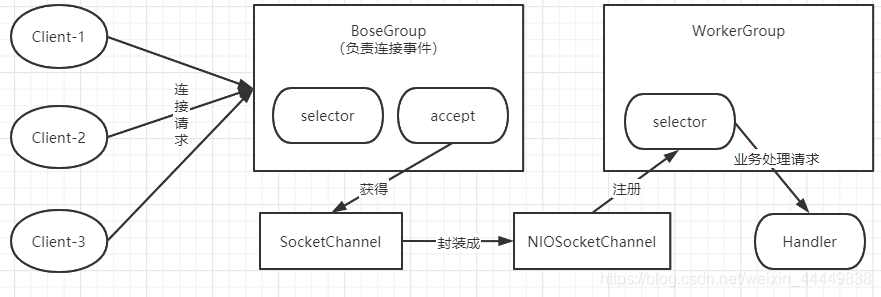 Client-1
Client-2
Client-3
连接请求
BoseGroup
（负责连接事件）
selector
accept
获得
SocketChannel
封装成
NIOSocketChannel
注册
WorkerGroup
selector
业务处理请求
Handler
https://blog.csdn.net/weixin_44449838